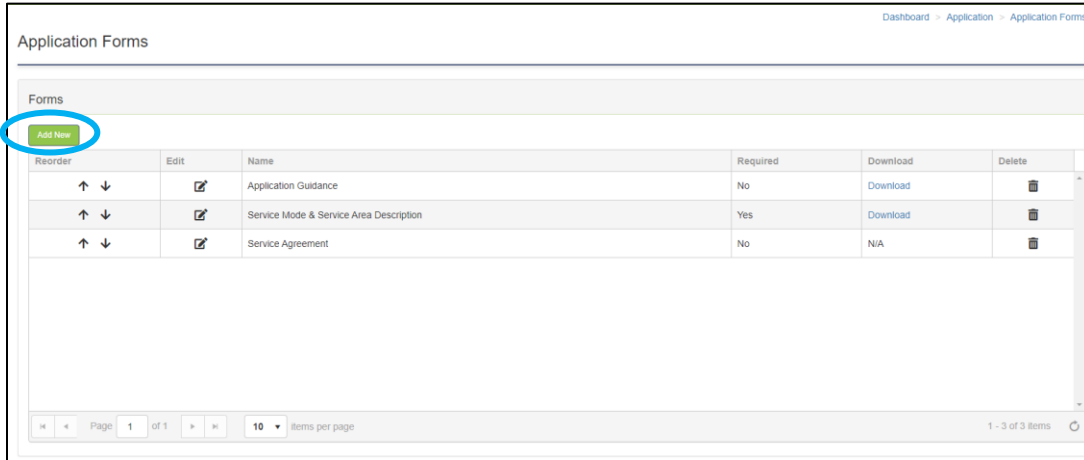 Dashboard > Application > Application Forms
Application Forms
Forms
Add New
Reorder Edit Name Required Download Delete
Application Guidance No Download
Service Mode & Service Area Description Yes Download
Service Agreement No N/A
Page 1 of 1 10 items per page 1 - 3 of 3 items